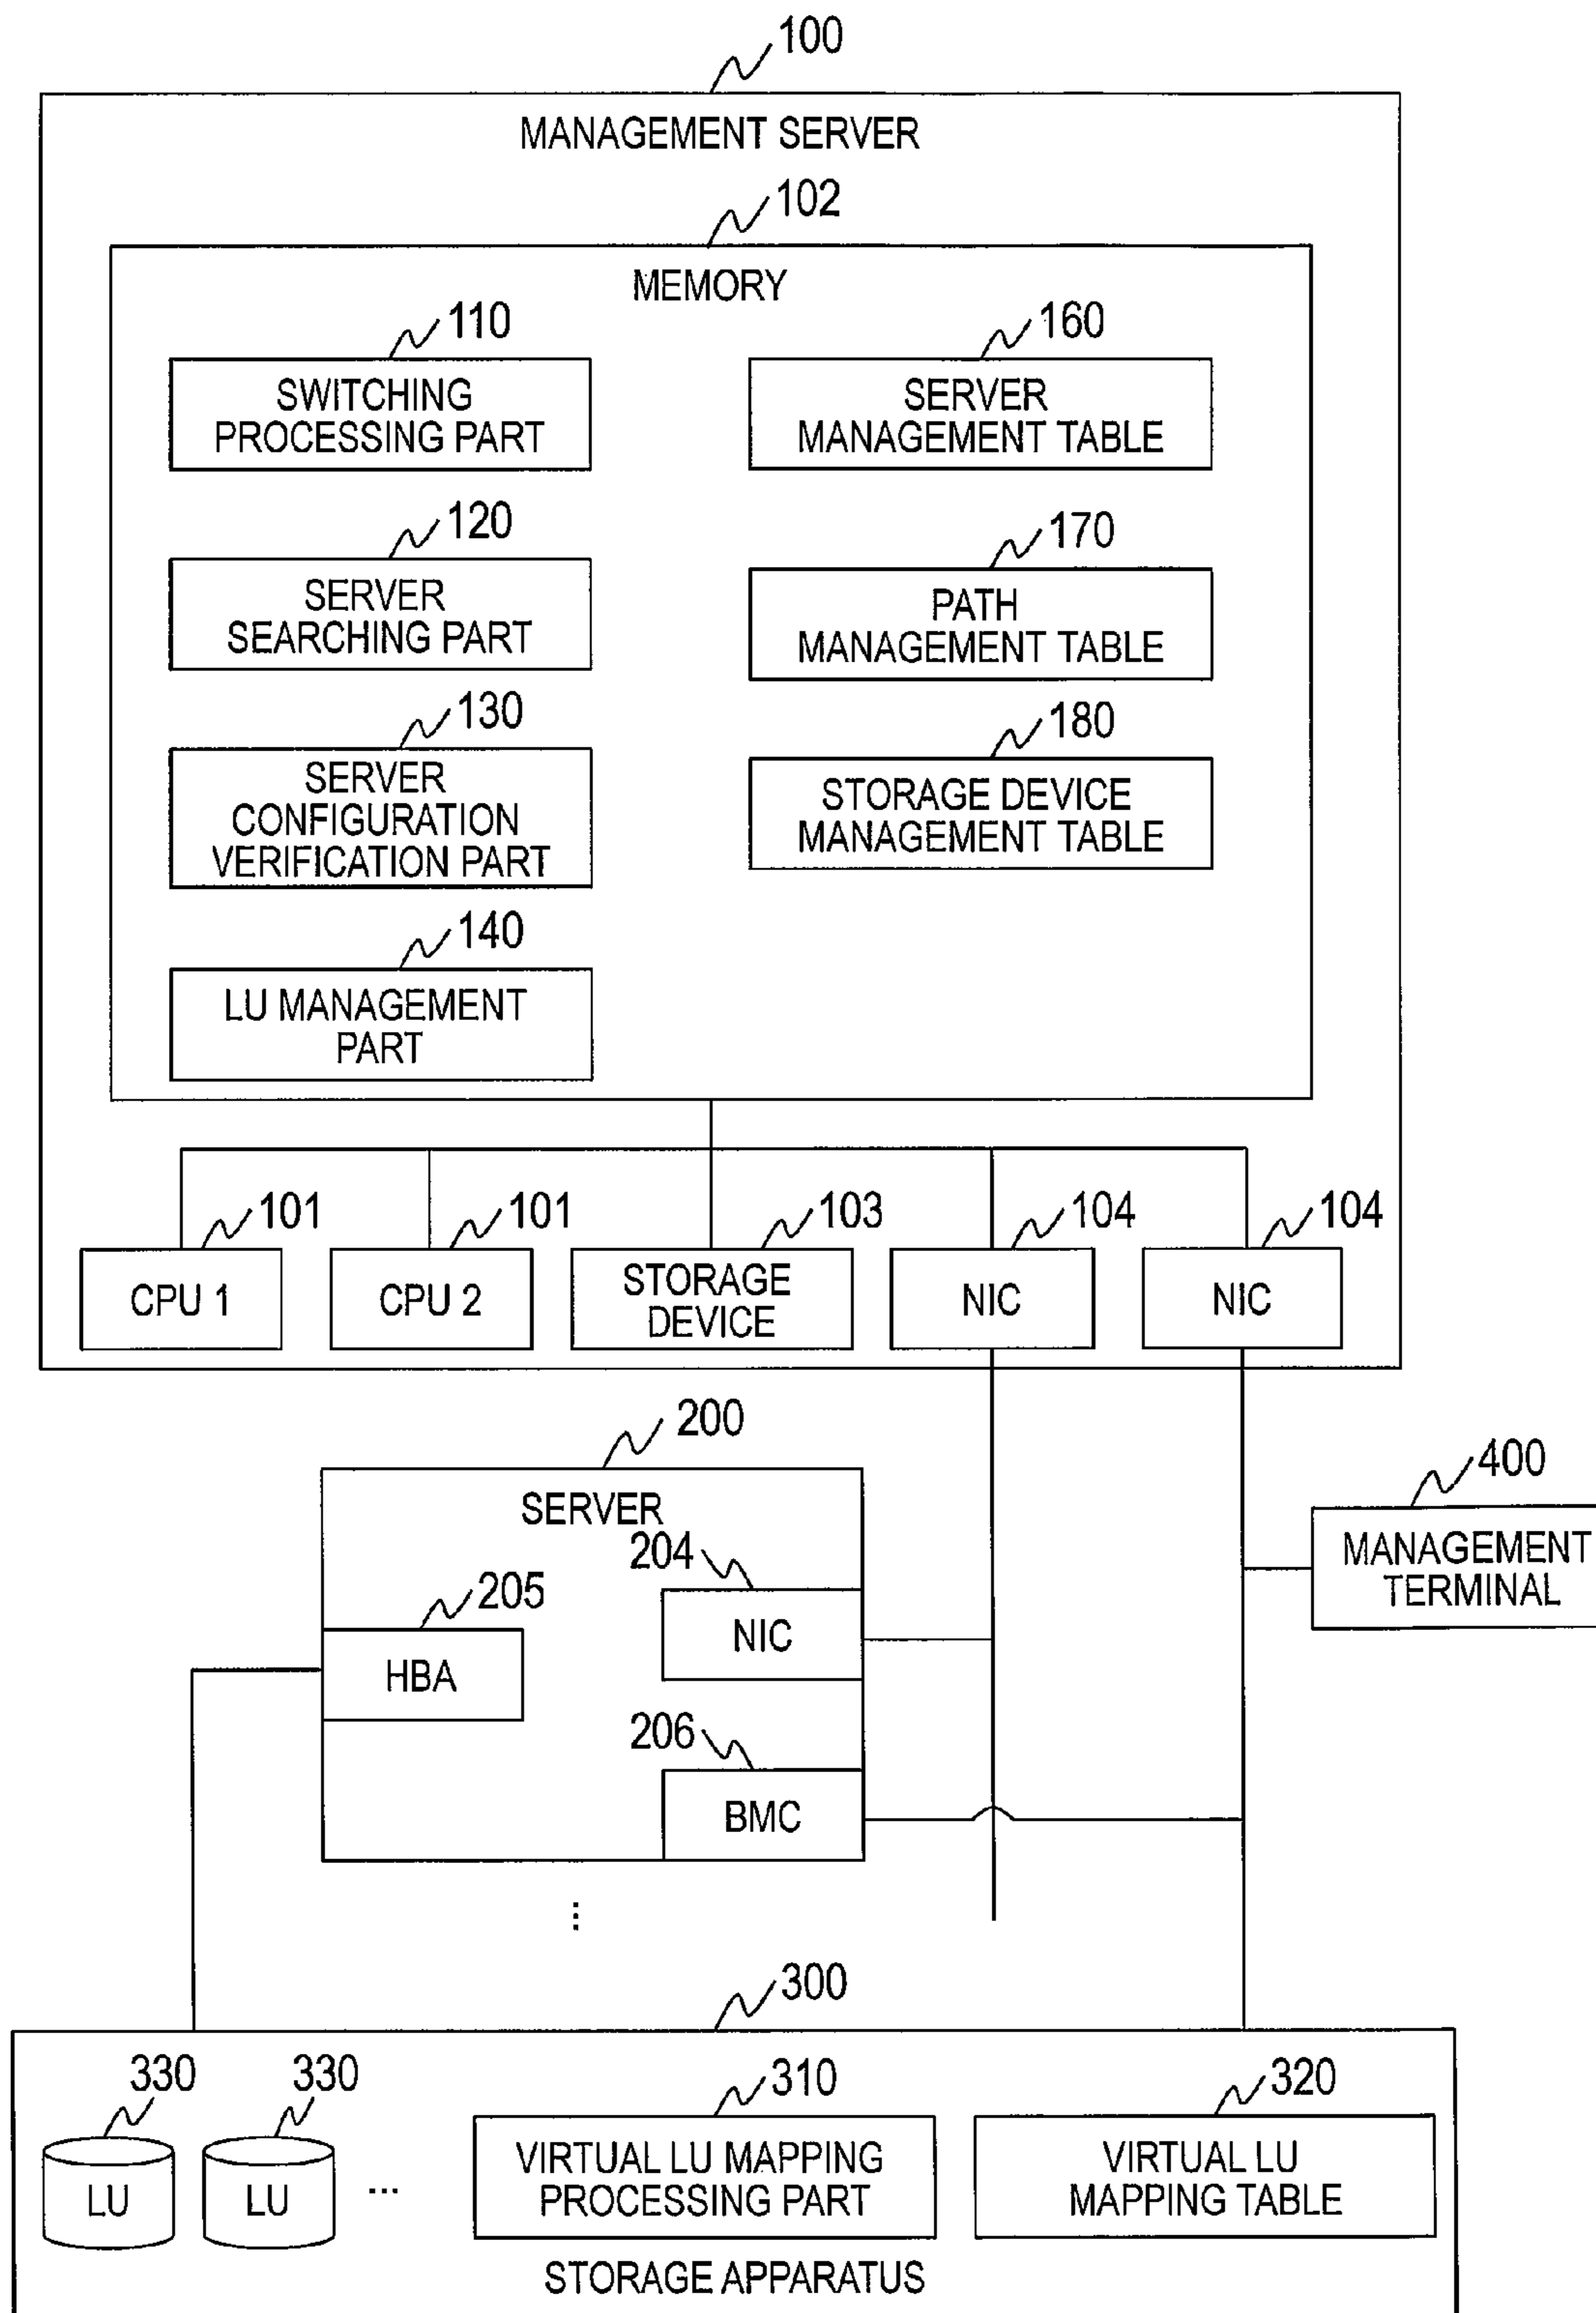 100
MANAGEMENT SERVER
102
MEMORY
110
SWITCHING
PROCESSING PART
160
SERVER
MANAGEMENT TABLE
120
SERVER
SEARCHING PART
170
PATH
MANAGEMENT TABLE
130
SERVER
CONFIGURATION
VERIFICATION PART
180
STORAGE DEVICE
MANAGEMENT TABLE
140
LU MANAGEMENT
PART
101
CPU 1
101
CPU 2
103
STORAGE
DEVICE
104
NIC
104
NIC
200
SERVER
204
NIC
205
HBA
206
BMC
...
400
MANAGEMENT
TERMINAL
300
330
LU
330
LU
...
310
VIRTUAL LU MAPPING
PROCESSING PART
320
VIRTUAL LU
MAPPING TABLE
STORAGE APPARATUS